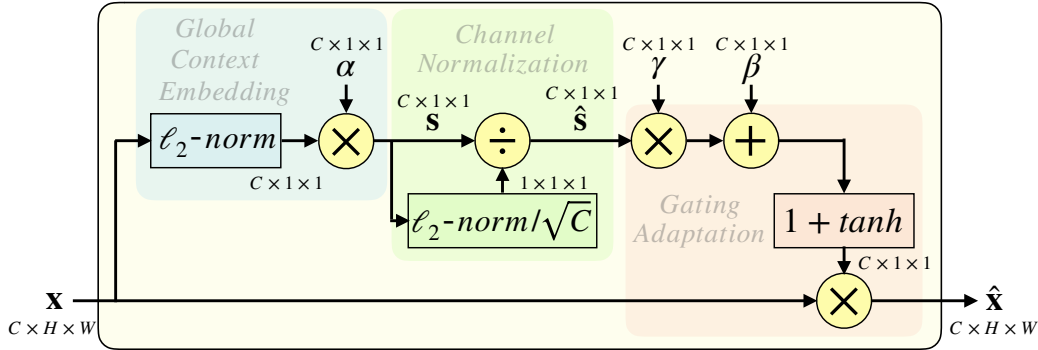 Global
Context
Embedding
Channel
Normalization
C × 1 × 1
α
C × 1 × 1
γ
C × 1 × 1
β
C × 1 × 1
s
C × 1 × 1
ŝ
ℓ₂-norm
×
÷
×
+
C × 1 × 1
1 × 1 × 1
ℓ₂-norm/√C
Gating
Adaptation
1 + tanh
C × 1 × 1
x
×
x̂
C × H × W
C × H × W